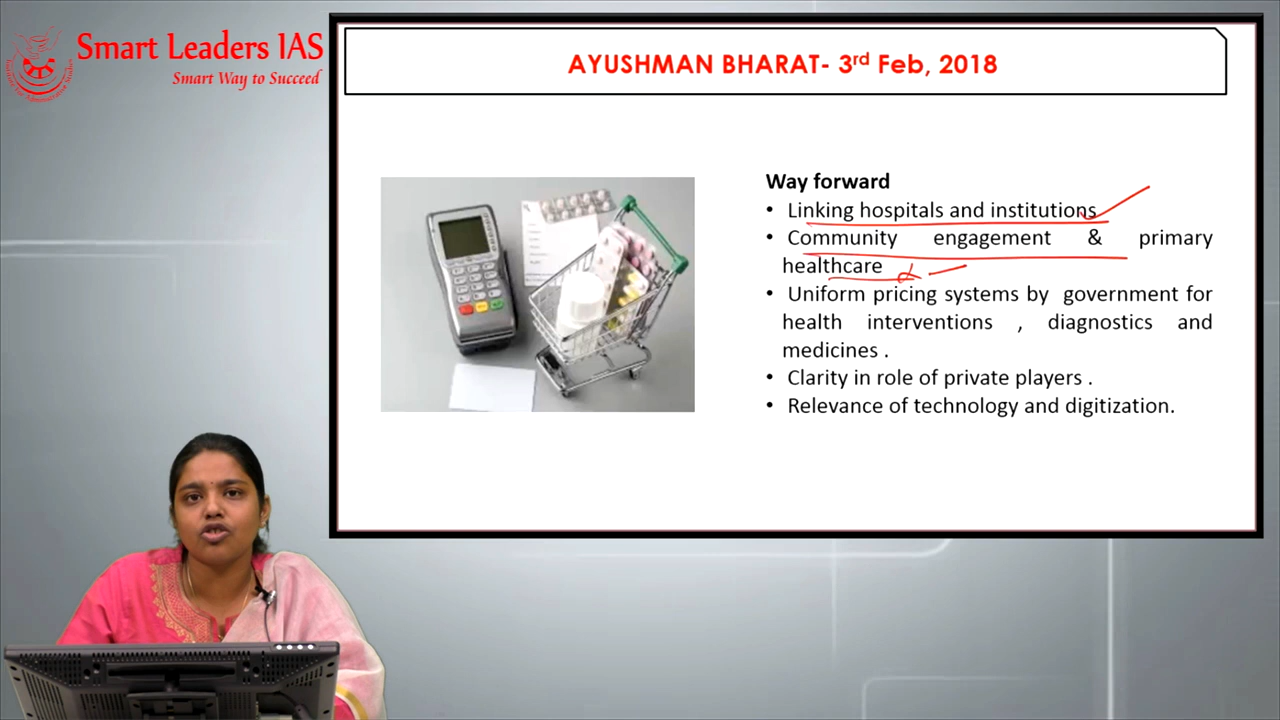 Smart Leaders IAS
Smart Way to Succeed
AYUSHMAN BHARAT- 3rd Feb, 2018
Way forward
• Linking hospitals and institutions
• Community engagement & primary
healthcare
• Uniform pricing systems by government for
health interventions , diagnostics and
medicines .
• Clarity in role of private players .
• Relevance of technology and digitization.